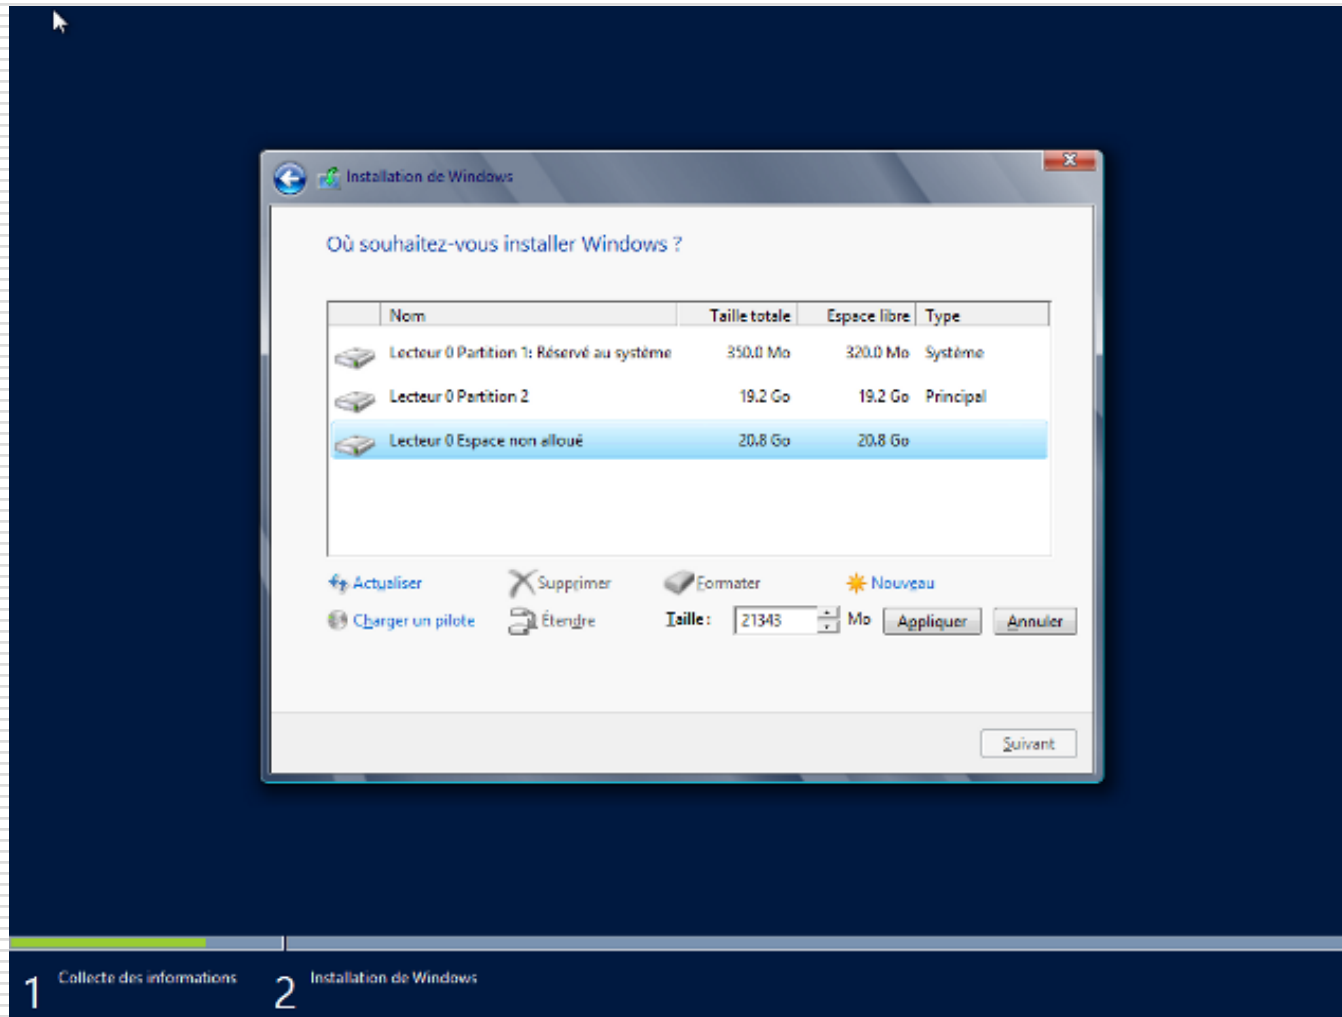 Installation de Windows
Où souhaitez-vous installer Windows ?
Nom Taille totale Espace libre Type
Lecteur 0 Partition 1: Réservé au système 350.0 Mo 320.0 Mo Système
Lecteur 0 Partition 2 19.2 Go 19.2 Go Principal
Lecteur 0 Espace non alloué 20.8 Go 20.8 Go
Actualiser Supprimer Formater Nouveau
Charger un pilote Étendre Taille : 21343 Mo Appliquer Annuler
Suivant
1 Collecte des informations 2 Installation de Windows